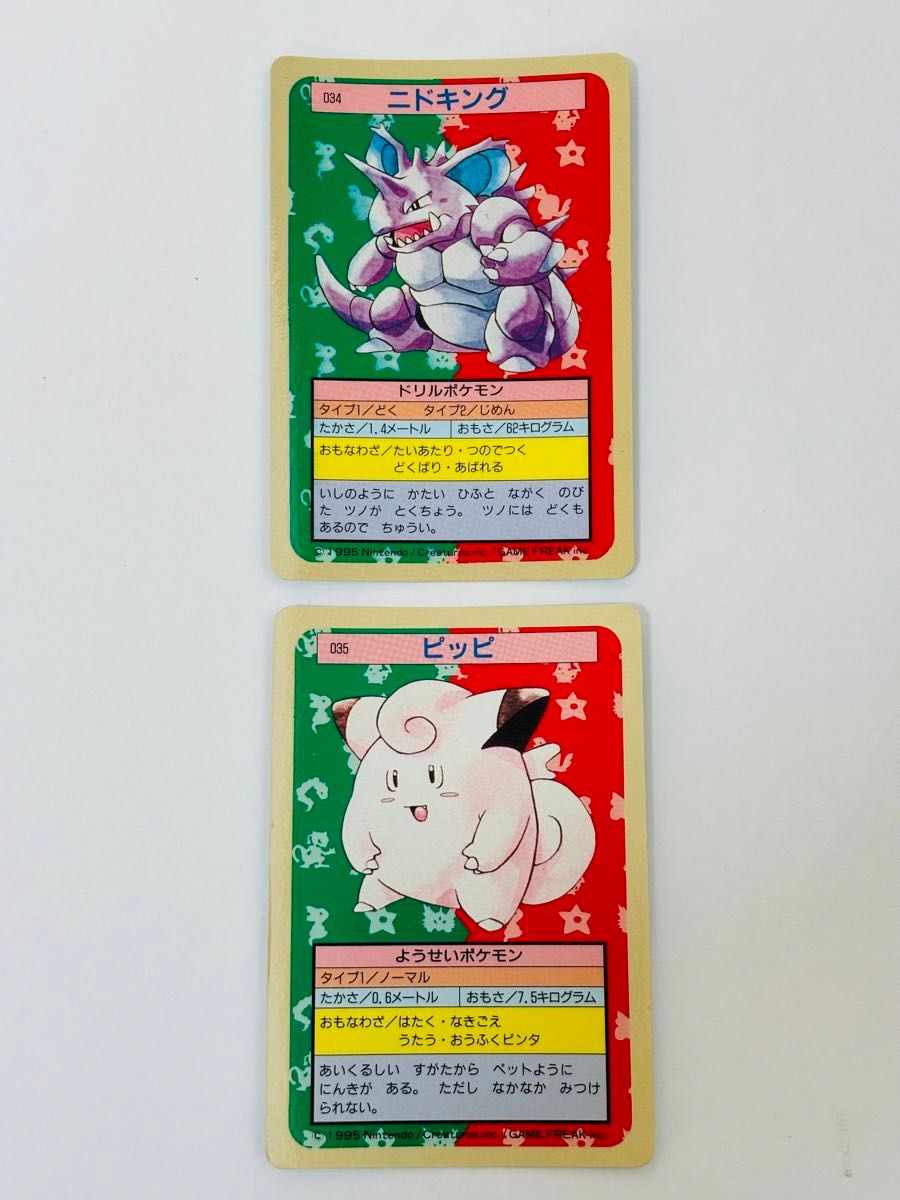 034 ニドキング
ドリルポケモン
タイプ1/どく タイプ2/じめん
たかさ/1.4メートル おもさ/62キログラム
おもなわざ/たいあたり・つのでつく
どくばり・あばれる
いしのように かたい ひふと ながく のび
た ツノが とくちょう。 ツノには どくも
あるので ちゅうい。
© 1995 Nintendo/Creatures inc./GAME FREAK inc.
035 ピッピ
ようせいポケモン
タイプ1/ノーマル
たかさ/0.6メートル おもさ/7.5キログラム
おもなわざ/はたく・なきごえ
うたう・おうふくビンタ
あいくるしい すがたから ペットように
にんきが ある。 ただし なかなか みつけ
られない。
© 1995 Nintendo/Creatures inc./GAME FREAK inc.